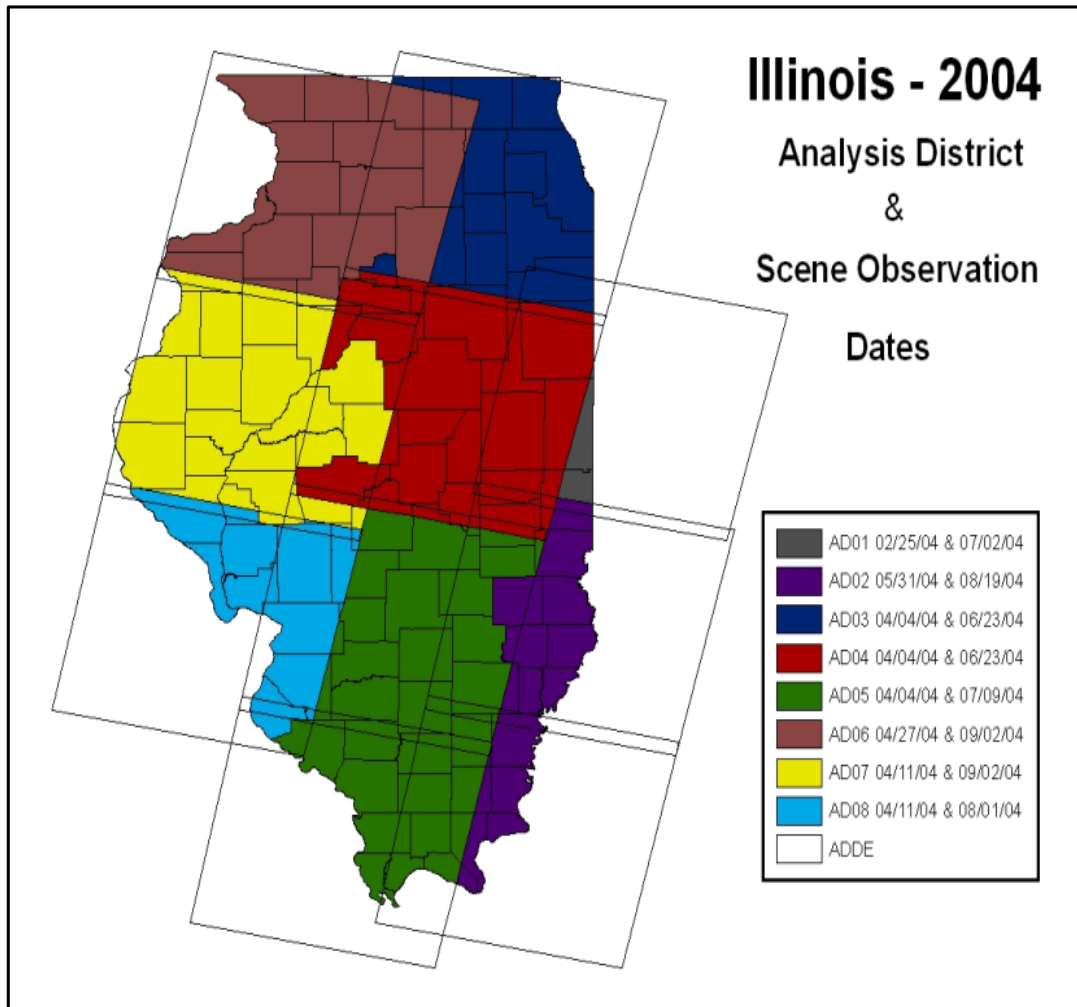 Illinois - 2004
Analysis District
&
Scene Observation
Dates
AD01 02/25/04 & 07/02/04
AD02 05/31/04 & 08/19/04
AD03 04/04/04 & 06/23/04
AD04 04/04/04 & 06/23/04
AD05 04/04/04 & 07/09/04
AD06 04/27/04 & 09/02/04
AD07 04/11/04 & 09/02/04
AD08 04/11/04 & 08/01/04
ADDE